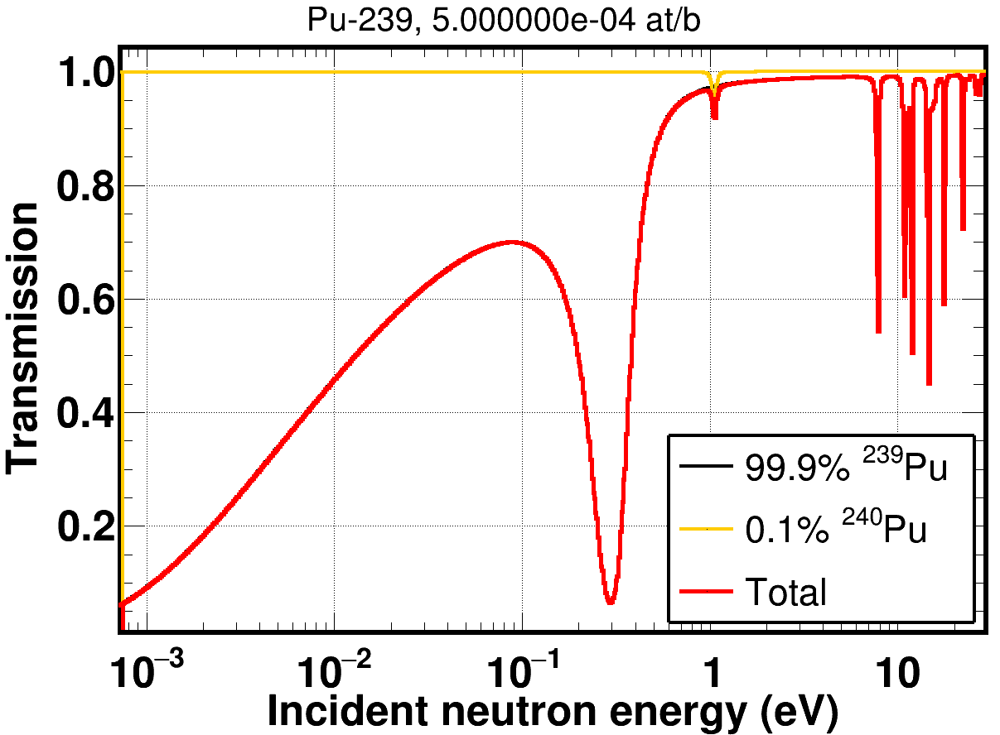 Pu-239, 5.000000e-04 at/b
Transmission
1.0
0.8
0.6
0.4
0.2
99.9% ²³⁹Pu
0.1% ²⁴⁰Pu
Total
10⁻³ 10⁻² 10⁻¹ 1 10
Incident neutron energy (eV)